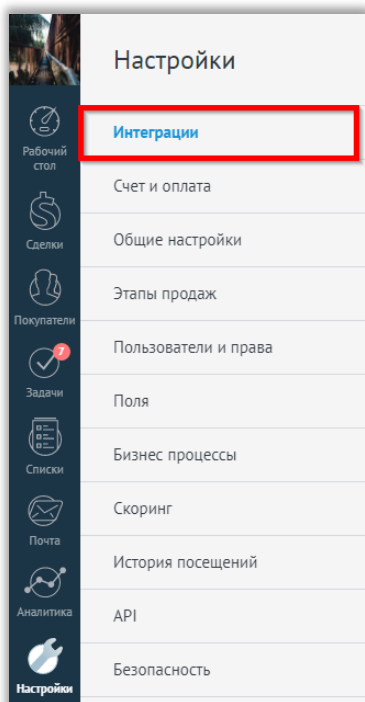 Настройки
Интеграции
Счет и оплата
Общие настройки
Этапы продаж
Пользователи и права
Поля
Бизнес процессы
Скоринг
История посещений
API
Безопасность
Рабочий
стол
Сделки
Покупатели
7
Задачи
Списки
Почта
Аналитика
Настройки